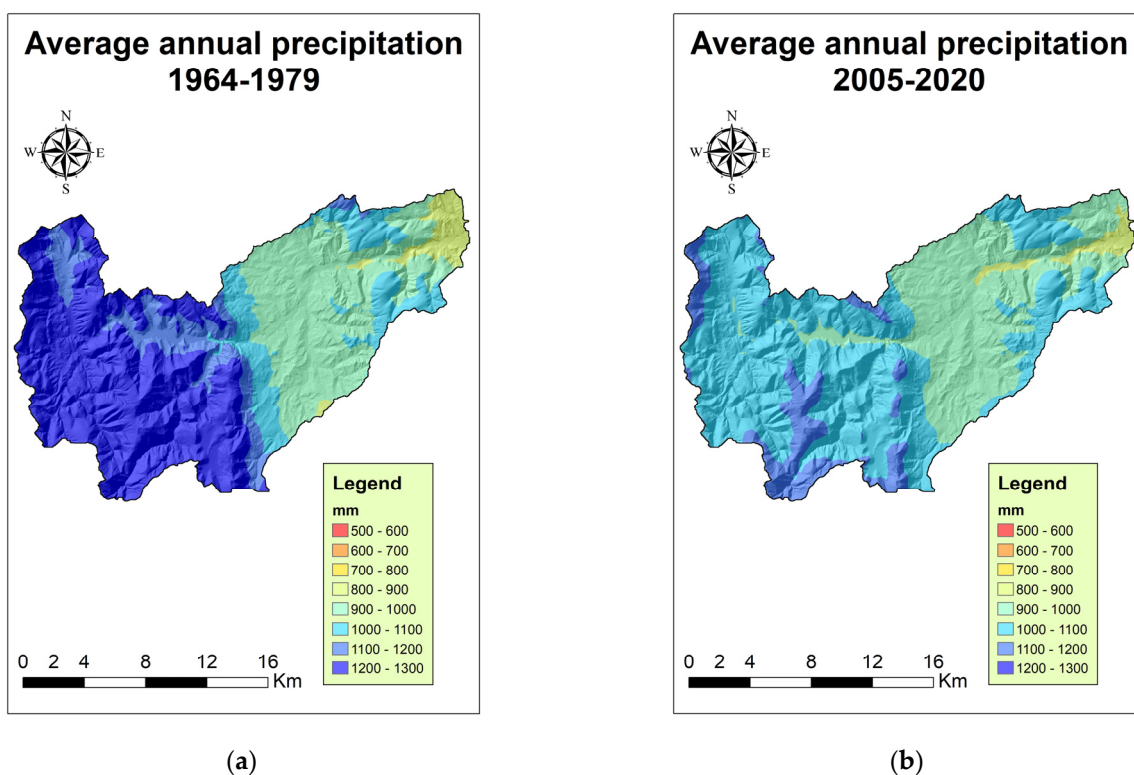 Average annual precipitation
1964-1979
N
W E
S
Legend
mm
500 - 600
600 - 700
700 - 800
800 - 900
900 - 1000
1000 - 1100
1100 - 1200
1200 - 1300
0 2 4 8 12 16
Km
(a)
Average annual precipitation
2005-2020
N
W E
S
Legend
mm
500 - 600
600 - 700
700 - 800
800 - 900
900 - 1000
1000 - 1100
1100 - 1200
1200 - 1300
0 2 4 8 12 16
Km
(b)